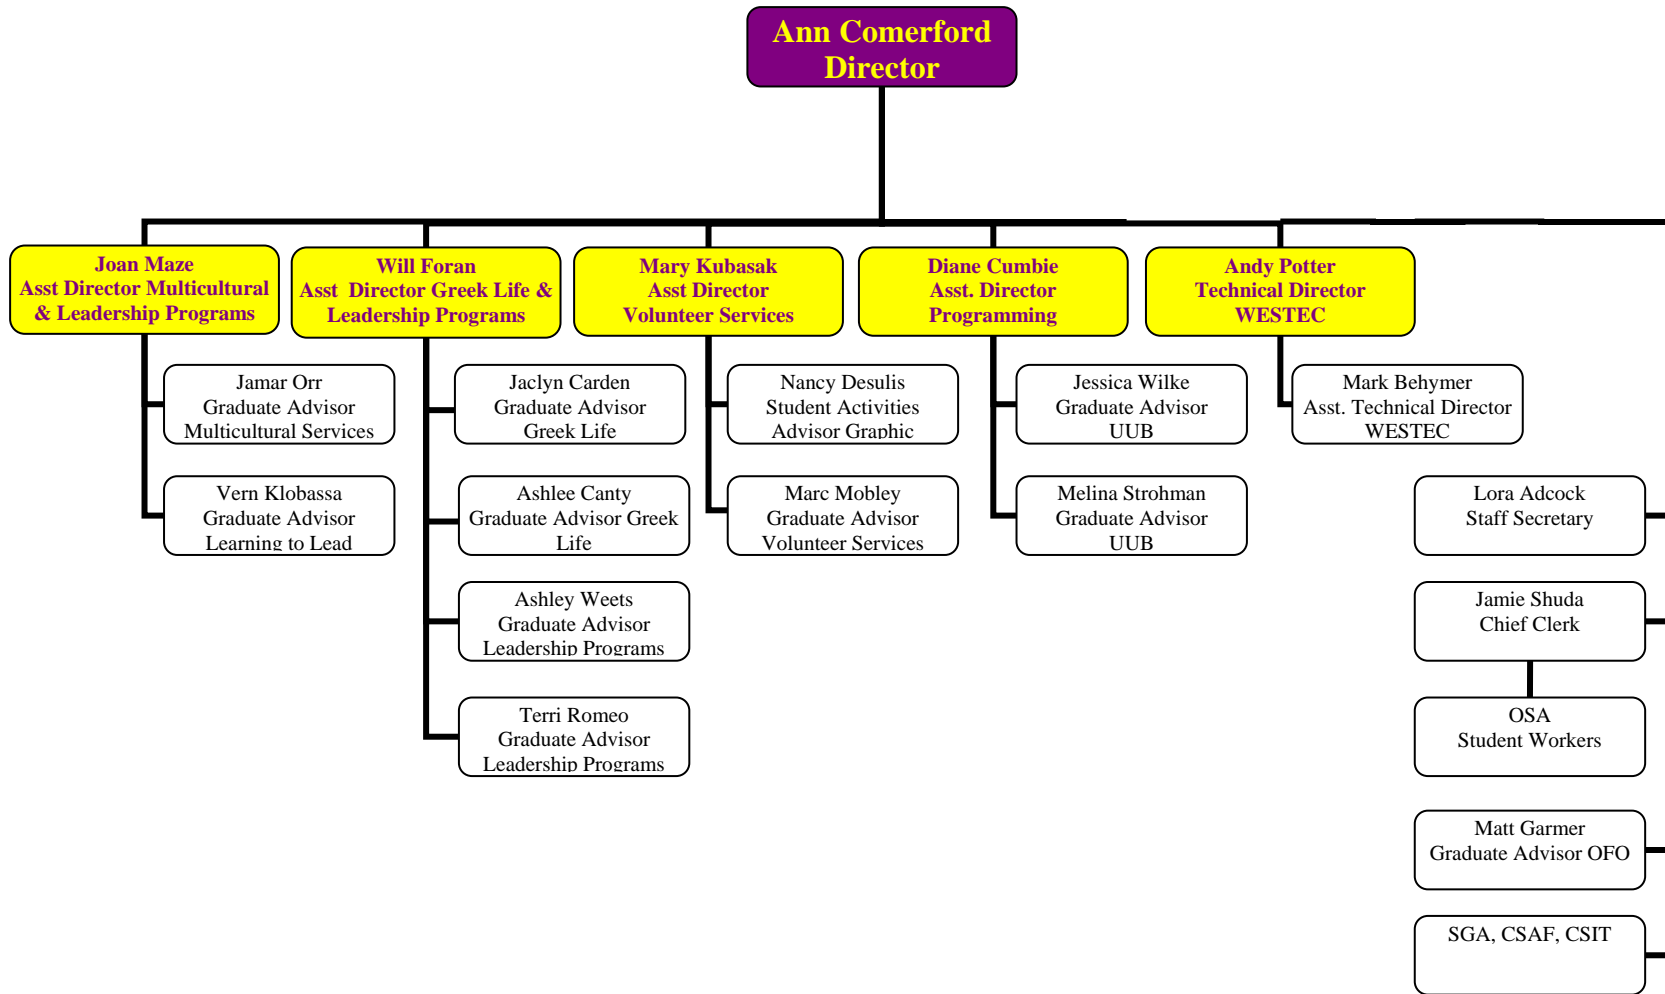 Ann Comerford
Director
Joan Maze
Asst Director Multicultural
& Leadership Programs
Will Foran
Asst  Director Greek Life &
Leadership Programs
Mary Kubasak
Asst Director
Volunteer Services
Diane Cumbie
Asst. Director
Programming
Andy Potter
Technical Director
WESTEC
Jamar Orr
Graduate Advisor
Multicultural Services
Jaclyn Carden
Graduate Advisor
Greek Life
Nancy Desulis
Student Activities
Advisor Graphic
Jessica Wilke
Graduate Advisor
UUB
Mark Behymer
Asst. Technical Director
WESTEC
Vern Klobassa
Graduate Advisor
Learning to Lead
Ashlee Canty
Graduate Advisor Greek
Life
Marc Mobley
Graduate Advisor
Volunteer Services
Melina Strohman
Graduate Advisor
UUB
Lora Adcock
Staff Secretary
Ashley Weets
Graduate Advisor
Leadership Programs
Jamie Shuda
Chief Clerk
Terri Romeo
Graduate Advisor
Leadership Programs
OSA
Student Workers
Matt Garmer
Graduate Advisor OFO
SGA, CSAF, CSIT